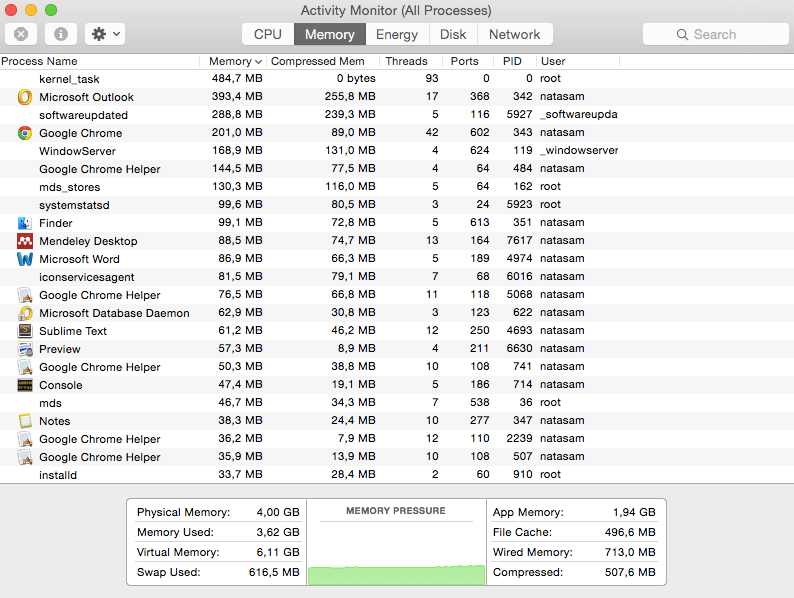 Activity Monitor (All Processes)
CPU Memory Energy Disk Network Search
Process Name Memory Compressed Mem Threads Ports PID User
kernel_task 484,7 MB 0 bytes 93 0 0 root
Microsoft Outlook 393,4 MB 255,8 MB 17 368 342 natasam
softwareupdated 288,8 MB 239,3 MB 5 116 5927 _softwareupda
Google Chrome 201,0 MB 89,0 MB 42 602 343 natasam
WindowServer 168,9 MB 131,0 MB 4 624 119 _windowserver
Google Chrome Helper 144,5 MB 77,5 MB 4 64 484 natasam
mds_stores 130,3 MB 116,0 MB 5 64 162 root
systemstatsd 99,6 MB 80,5 MB 3 24 5923 root
Finder 99,1 MB 72,8 MB 5 613 351 natasam
Mendeley Desktop 88,5 MB 74,7 MB 13 164 7617 natasam
Microsoft Word 86,9 MB 66,3 MB 5 189 4974 natasam
iconservicesagent 81,5 MB 79,1 MB 7 68 6016 natasam
Google Chrome Helper 76,5 MB 66,8 MB 11 118 5068 natasam
Microsoft Database Daemon 62,9 MB 30,8 MB 3 123 622 natasam
Sublime Text 61,2 MB 46,2 MB 12 250 4693 natasam
Preview 57,3 MB 8,9 MB 4 211 6630 natasam
Google Chrome Helper 50,3 MB 38,8 MB 10 108 741 natasam
Console 47,4 MB 19,1 MB 5 186 714 natasam
mds 46,7 MB 34,3 MB 7 538 36 root
Notes 38,3 MB 24,4 MB 10 277 347 natasam
Google Chrome Helper 36,2 MB 7,9 MB 12 110 2239 natasam
Google Chrome Helper 35,9 MB 13,9 MB 10 108 507 natasam
installd 33,7 MB 28,4 MB 2 60 910 root
Physical Memory: 4,00 GB MEMORY PRESSURE App Memory: 1,94 GB
Memory Used: 3,62 GB File Cache: 496,6 MB
Virtual Memory: 6,11 GB Wired Memory: 713,0 MB
Swap Used: 616,5 MB Compressed: 507,6 MB